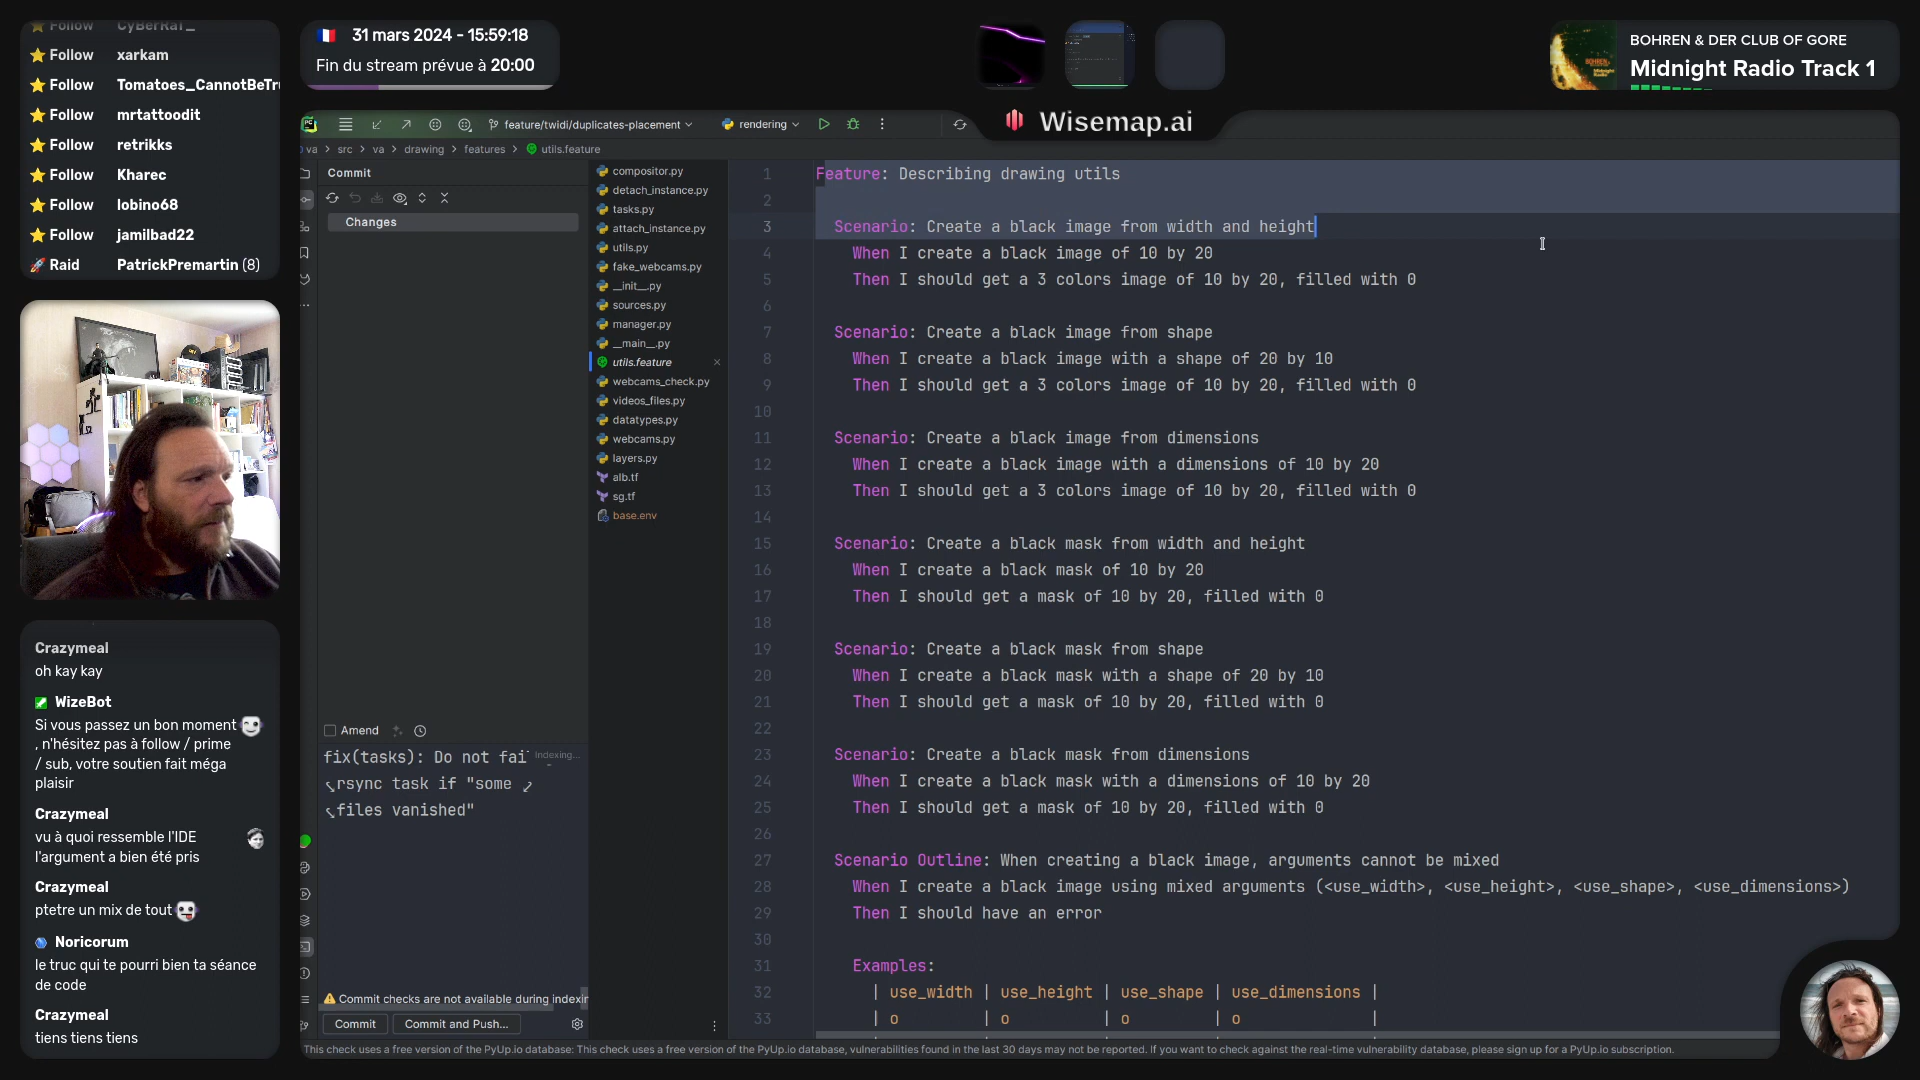 Follow CyBerRaT_
Follow xarkam
Follow Tomatoes_CannotBeTr
Follow mrtattoodit
Follow retrikks
Follow Kharec
Follow lobino68
Follow jamilbad22
Raid PatrickPremartin (8)
31 mars 2024 - 15:59:18
Fin du stream prévue à 20:00
BOHREN & DER CLUB OF GORE
Midnight Radio Track 1
Wisemap.ai
feature/twidi/duplicates-placement
rendering
va > src > va > drawing > features > utils.feature
Commit
Changes
Amend
fix(tasks): Do not fai
Indexing...
rsync task if "some
files vanished"
Commit checks are not available during indexin
Commit
Commit and Push...
compositor.py
detach_instance.py
tasks.py
attach_instance.py
utils.py
fake_webcams.py
__init__.py
sources.py
manager.py
__main__.py
utils.feature
webcams_check.py
videos_files.py
datatypes.py
webcams.py
layers.py
alb.tf
sg.tf
base.env
1 Feature: Describing drawing utils
2
3 Scenario: Create a black image from width and height
4 When I create a black image of 10 by 20
5 Then I should get a 3 colors image of 10 by 20, filled with 0
6
7 Scenario: Create a black image from shape
8 When I create a black image with a shape of 20 by 10
9 Then I should get a 3 colors image of 10 by 20, filled with 0
10
11 Scenario: Create a black image from dimensions
12 When I create a black image with a dimensions of 10 by 20
13 Then I should get a 3 colors image of 10 by 20, filled with 0
14
15 Scenario: Create a black mask from width and height
16 When I create a black mask of 10 by 20
17 Then I should get a mask of 10 by 20, filled with 0
18
19 Scenario: Create a black mask from shape
20 When I create a black mask with a shape of 20 by 10
21 Then I should get a mask of 10 by 20, filled with 0
22
23 Scenario: Create a black mask from dimensions
24 When I create a black mask with a dimensions of 10 by 20
25 Then I should get a mask of 10 by 20, filled with 0
26
27 Scenario Outline: When creating a black image, arguments cannot be mixed
28 When I create a black image using mixed arguments (<use_width>, <use_height>, <use_shape>, <use_dimensions>)
29 Then I should have an error
30
31 Examples:
32 | use_width | use_height | use_shape | use_dimensions |
33 | o | o | o | o |
This check uses a free version of the PyUp.io database: This check uses a free version of the PyUp.io database, vulnerabilities found in the last 30 days may not be reported. If you want to check against the real-time vulnerability database, please sign up for a PyUp.io subscription.
Crazymeal
oh kay kay
WizeBot
Si vous passez un bon moment
, n'hésitez pas à follow / prime
/ sub, votre soutien fait méga
plaisir
Crazymeal
vu à quoi ressemble l'IDE
l'argument a bien été pris
Crazymeal
ptetre un mix de tout
Noricorum
le truc qui te pourri bien ta séance
de code
Crazymeal
tiens tiens tiens